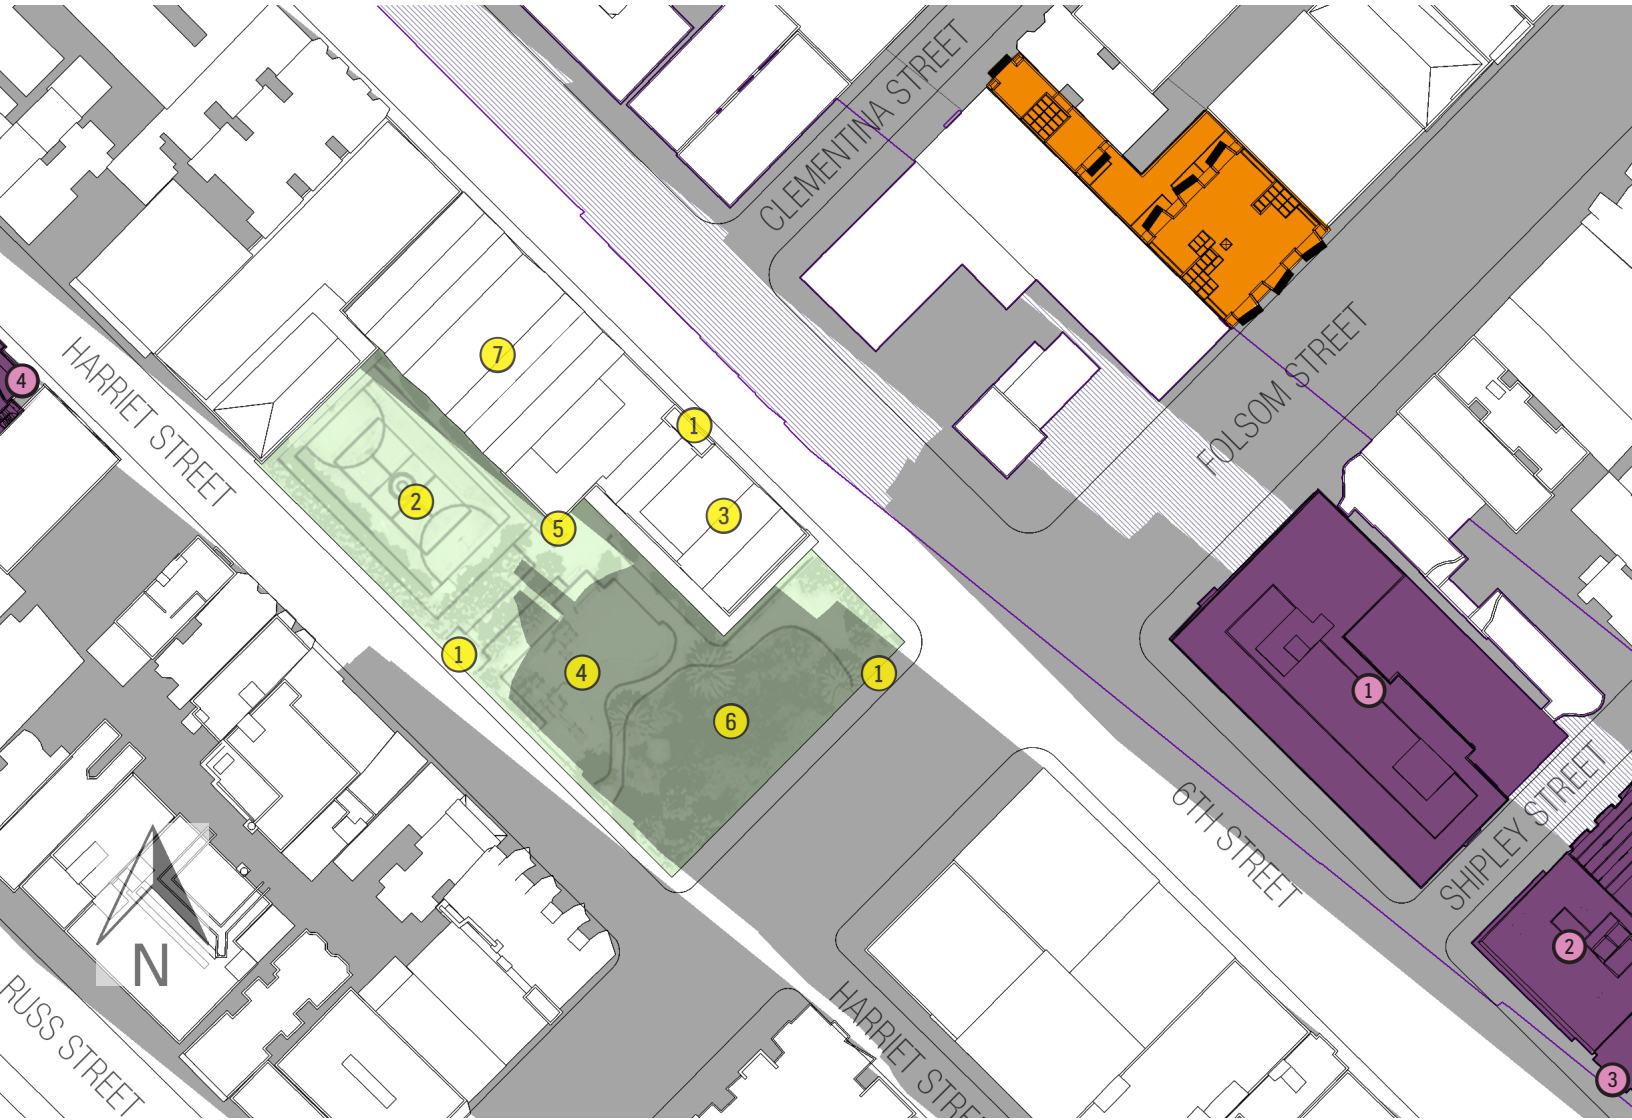 CLEMENTINA STREET
FOLSOM STREET
HARRIET STREET
4
7
1
2
3
5
1
4
1
6
1
6TH STREET
SHIPLEY STREET
2
3
N
RUSS STREET
HARRIET STREET